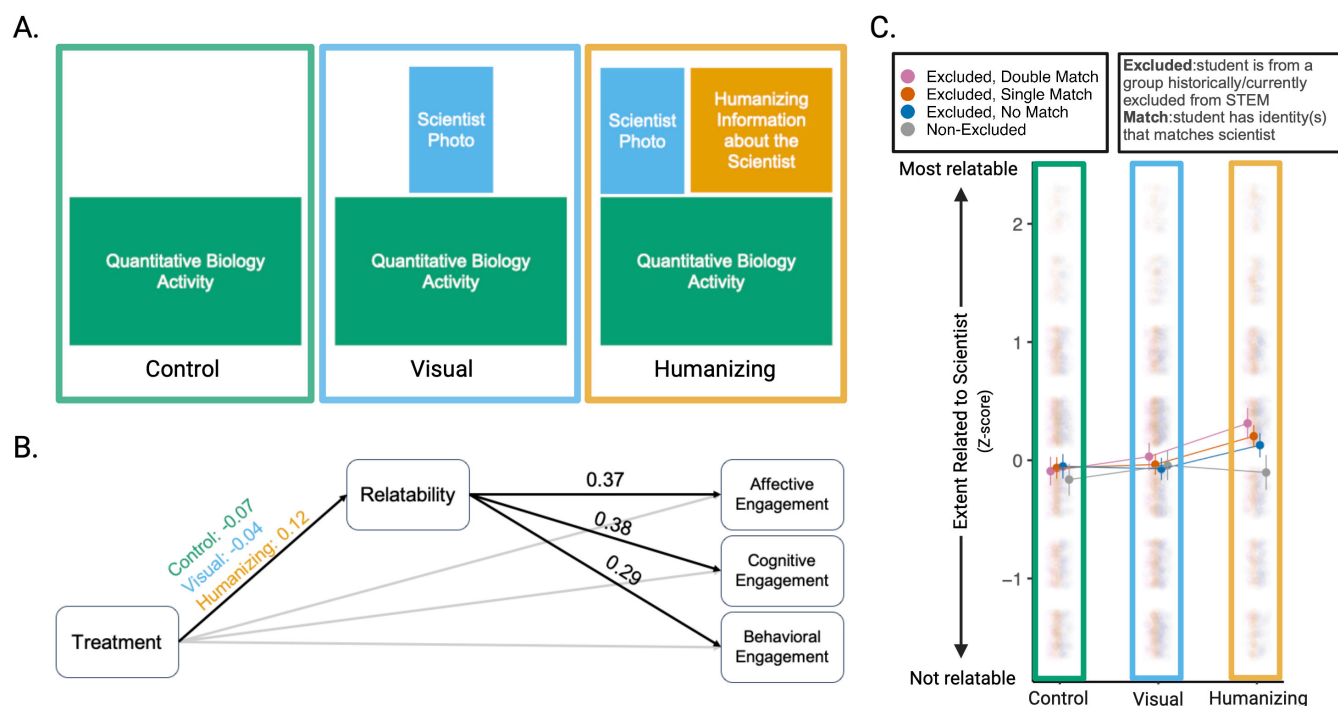 A.
Quantitative Biology
Activity
Control
Scientist
Photo
Quantitative Biology
Activity
Visual
Scientist
Photo
Humanizing
Information
about the
Scientist
Quantitative Biology
Activity
Humanizing
B.
Treatment
Control: -0.07
Visual: -0.04
Humanizing: 0.12
Relatability
0.37
0.38
0.29
Affective
Engagement
Cognitive
Engagement
Behavioral
Engagement
C.
Excluded, Double Match
Excluded, Single Match
Excluded, No Match
Non-Excluded
Excluded:student is from a
group historically/currently
excluded from STEM
Match:student has identity(s)
that matches scientist
Most relatable
Extent Related to Scientist
(Z-score)
Not relatable
2
1
0
−1
Control
Visual
Humanizing